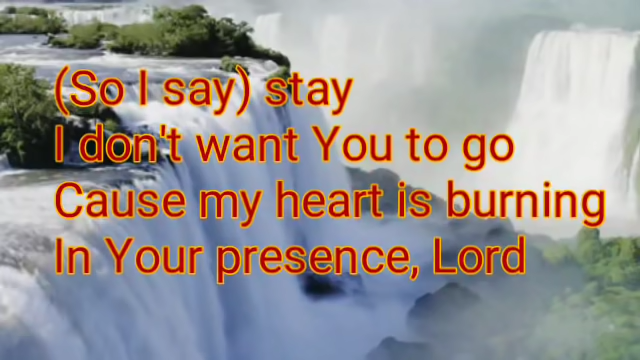 (So I say) stay
I don't want You to go
Cause my heart is burning
In Your presence, Lord